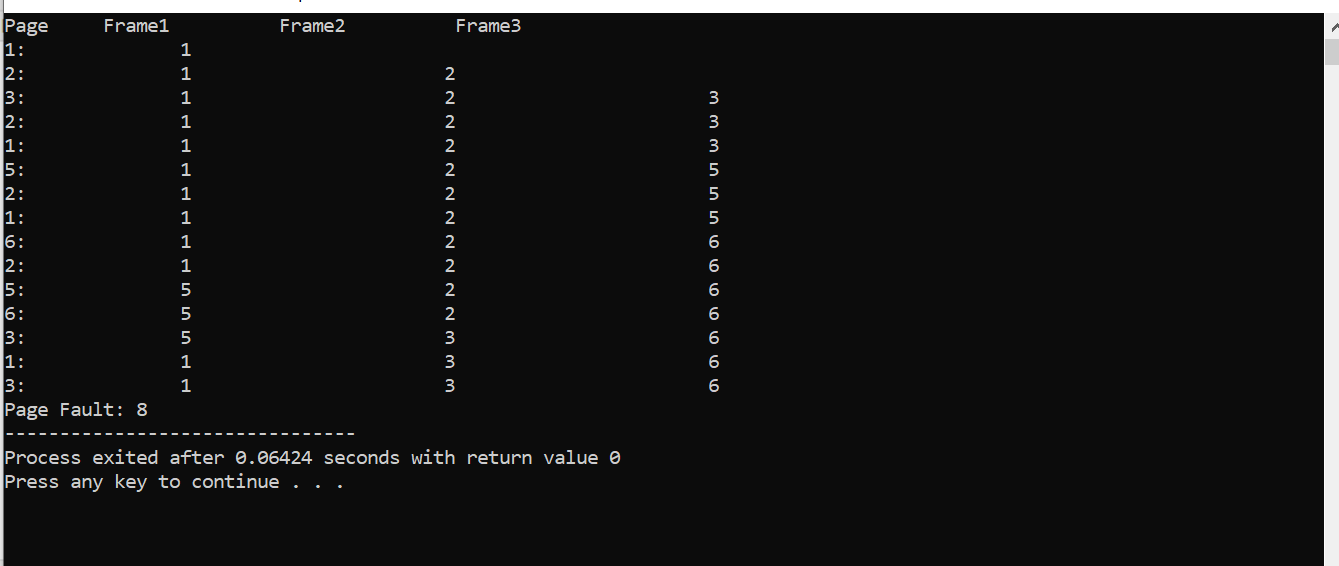 Page Frame1 Frame2 Frame3
1: 1
2: 1 2
3: 1 2 3
2: 1 2 3
1: 1 2 3
5: 1 2 5
2: 1 2 5
1: 1 2 5
6: 1 2 6
2: 1 2 6
5: 5 2 6
6: 5 2 6
3: 5 3 6
1: 1 3 6
3: 1 3 6
Page Fault: 8
--------------------------------
Process exited after 0.06424 seconds with return value 0
Press any key to continue . . .